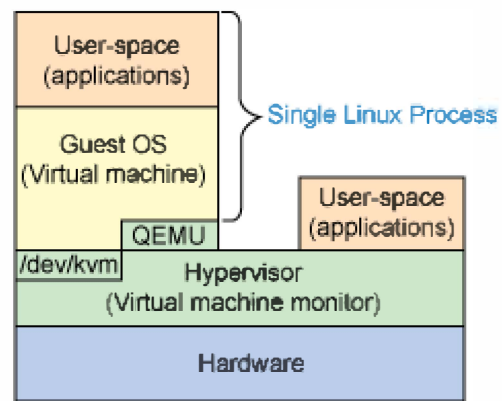 User-space
(applications)
Single Linux Process
Guest OS
(Virtual machine)
User-space
(applications)
QEMU
/dev/kvm
Hypervisor
(Virtual machine monitor)
Hardware